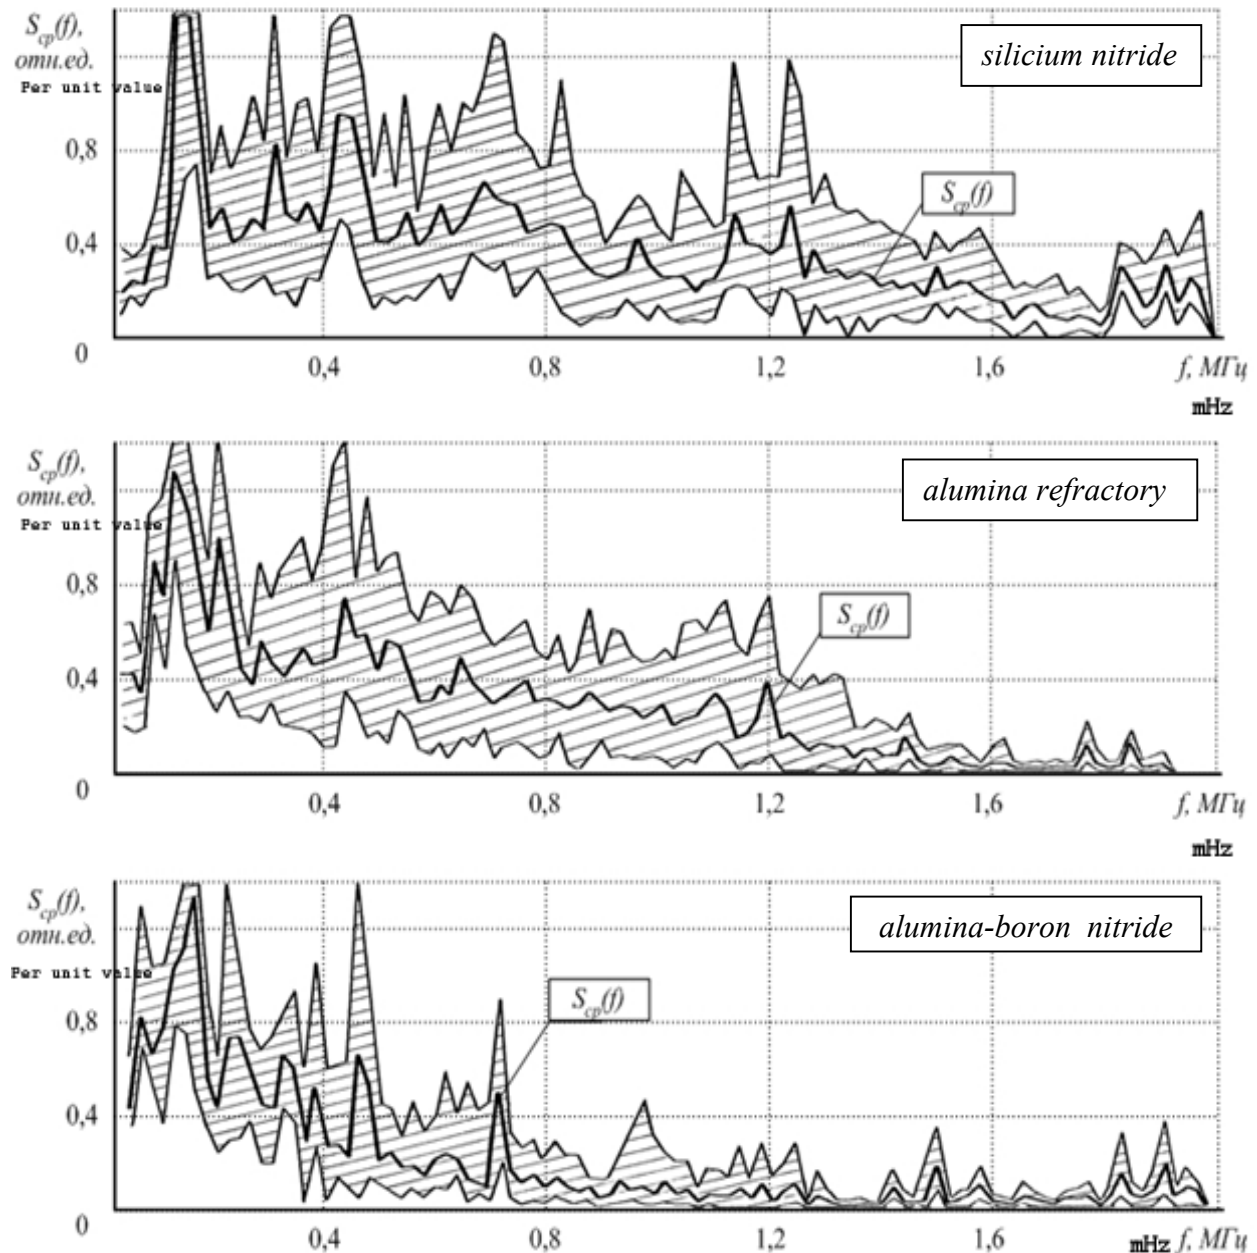 S_ср(f),
отн.ед.
Per unit value
silicium nitride
0,8
S_ср(f)
0,4
0
0,4 0,8 1,2 1,6 f, МГц
mHz
S_ср(f),
отн.ед.
Per unit value
alumina refractory
0,8
S_ср(f)
0,4
0
0,4 0,8 1,2 1,6 f, МГц
mHz
S_ср(f),
отн.ед.
Per unit value
alumina-boron nitride
S_ср(f)
0,8
0,4
0
0,4 0,8 1,2 1,6 mHz f, МГц